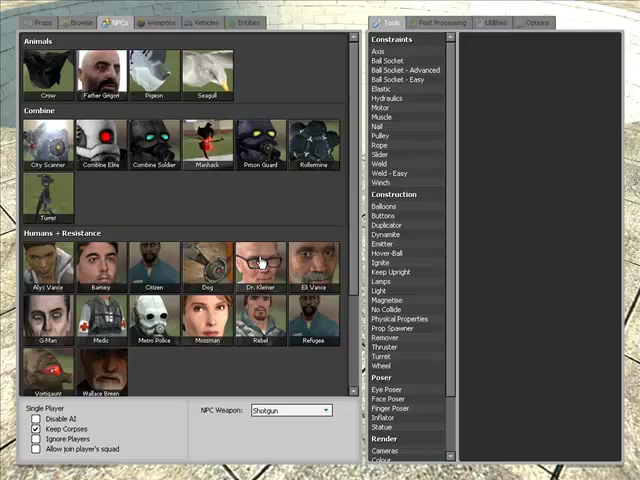 Props
Browse
NPCs
Weapons
Vehicles
Entities
Tools
Post Processing
Utilities
Options
Animals
Crow
Father Grigori
Pigeon
Seagull
Combine
City Scanner
Combine Elite
Combine Soldier
Manhack
Prison Guard
Rollermine
Turret
Humans + Resistance
Alyx Vance
Barney
Citizen
Dog
Dr. Kleiner
Eli Vance
G-Man
Medic
Metro Police
Mossman
Rebel
Refugee
Vortigaunt
Wallace Breen
Single Player
Disable AI
Keep Corpses
Ignore Players
Allow join player's squad
NPC Weapon:
Shotgun
Constraints
Axis
Ball Socket
Ball Socket - Advanced
Ball Socket - Easy
Elastic
Hydraulics
Motor
Muscle
Nail
Pulley
Rope
Slider
Weld
Weld - Easy
Winch
Construction
Balloons
Buttons
Duplicator
Dynamite
Emitter
Hover-Ball
Ignite
Keep Upright
Lamps
Light
Magnetise
No Collide
Physical Properties
Prop Spawner
Remover
Thruster
Turret
Wheel
Poser
Eye Poser
Face Poser
Finger Poser
Inflator
Statue
Render
Cameras
Colour